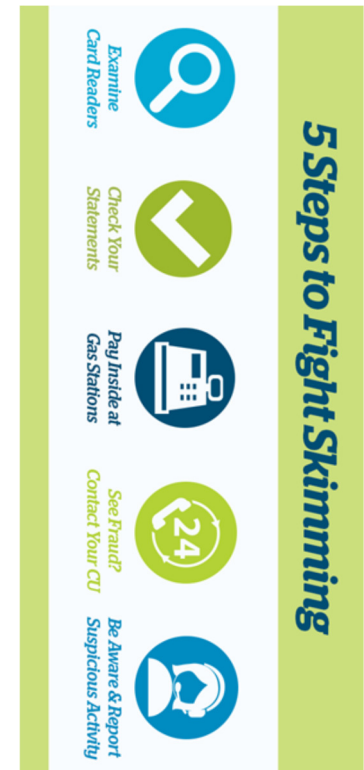 5 Steps to Fight Skimming
Examine
Card Readers
Check Your
Statements
Pay Inside at
Gas Stations
24
See Fraud?
Contact Your CU
Be Aware & Report
Suspicious Activity